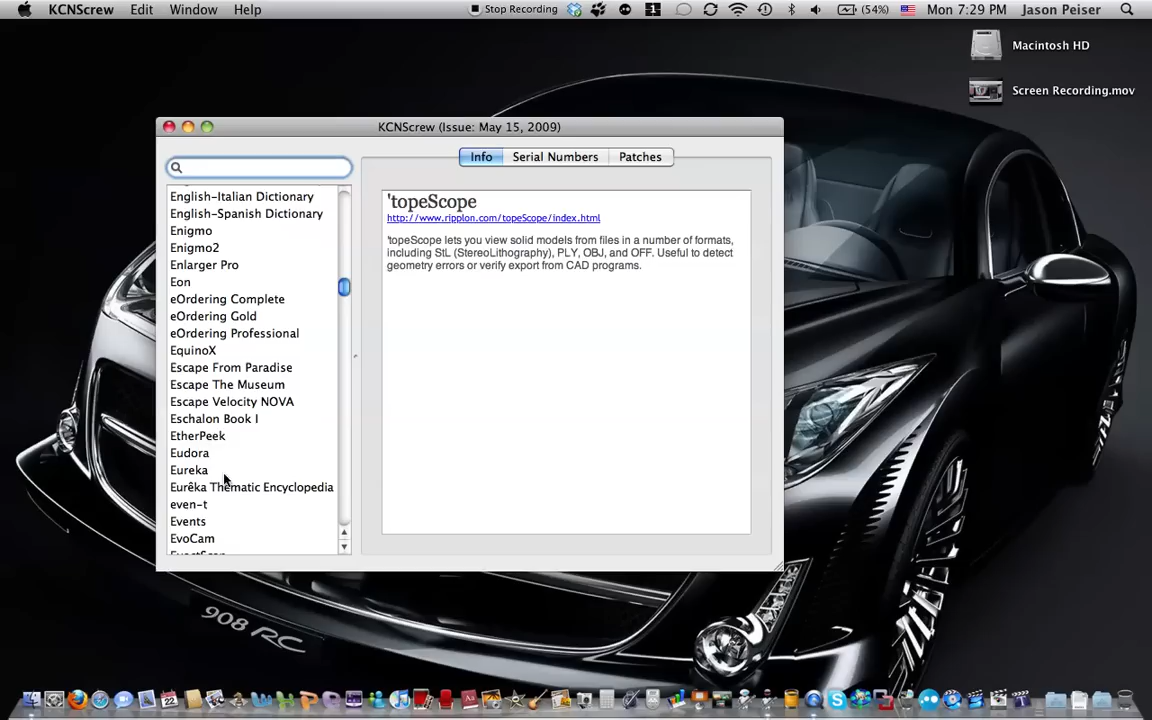 KCNScrew Edit Window Help Stop Recording 1 (54%) Mon 7:29 PM Jason Peiser
Macintosh HD
Screen Recording.mov
KCNScrew (Issue: May 15, 2009)
Info Serial Numbers Patches
English-Italian Dictionary
English-Spanish Dictionary
Enigmo
Enigmo2
Enlarger Pro
Eon
eOrdering Complete
eOrdering Gold
eOrdering Professional
EquinoX
Escape From Paradise
Escape The Museum
Escape Velocity NOVA
Eschalon Book I
EtherPeek
Eudora
Eureka
Eurêka Thematic Encyclopedia
even-t
Events
EvoCam
'topeScope
http://www.ripplon.com/topeScope/index.html
'topeScope lets you view solid models from files in a number of formats,
including StL (StereoLithography), PLY, OBJ, and OFF. Useful to detect
geometry errors or verify export from CAD programs.
908 RC